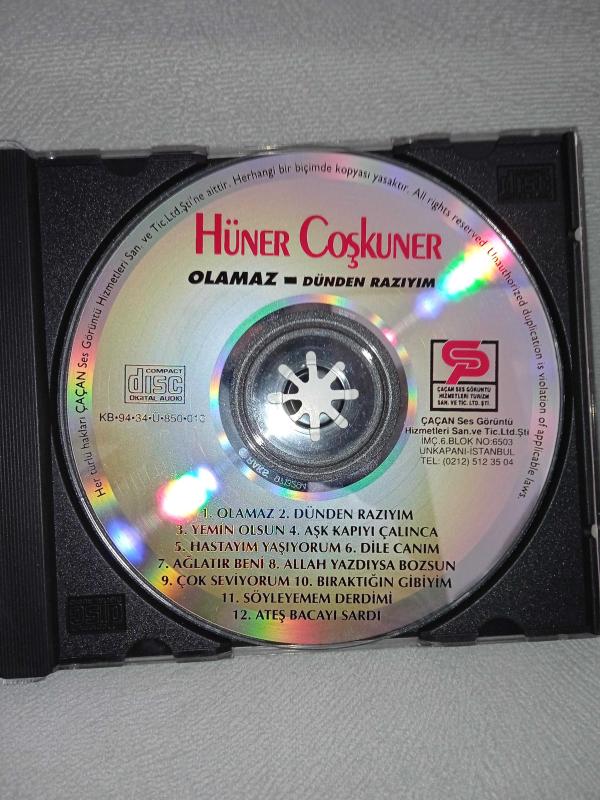 Her türlü hakları ÇAÇAN Ses Görüntü Hizmetleri San. ve Tic.Ltd.Şti'ne aittir. Herhangi bir biçimde kopyası yasaktır. All rights reserved. Unauthorized duplication is violation of applicable laws.
HÜNER COŞKUNER
OLAMAZ - DÜNDEN RAZIYIM
COMPACT
disc
DIGITAL AUDIO
KB•94•34•Ü•850•013
ÇAÇAN SES GÖRÜNTÜ
HİZMETLERİ TURİZM
SAN. VE TİC. LTD. ŞTİ.
ÇAÇAN Ses Görüntü
Hizmetleri San.ve Tic.Ltd.Şti
İMÇ.6.BLOK NO:6503
UNKAPANI-İSTANBUL
TEL: (0212) 512 35 04
1. OLAMAZ 2. DÜNDEN RAZIYIM
3. YEMİN OLSUN 4. AŞK KAPIYI ÇALINCA
5. HASTAYIM YAŞIYORUM 6. DİLE CANIM
7. AĞLATIR BENİ 8. ALLAH YAZDIYSA BOZSUN
9. ÇOK SEVİYORUM 10. BIRAKTIĞIN GİBİYİM
11. SÖYLEYEMEM DERDİMİ
12. ATEŞ BACAYI SARDI
disc